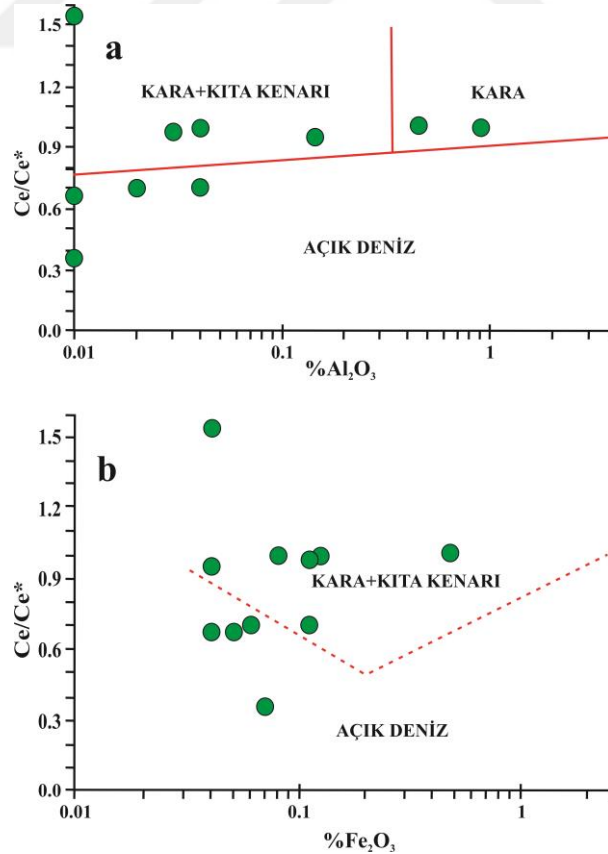 a
1.5
1.2
0.9
0.6
0.3
0.0
Ce/Ce*
KARA+KITA KENARI
KARA
AÇIK DENİZ
0.01
0.1
1
%Al₂O₃
b
1.5
1.2
0.9
0.6
0.3
0.0
Ce/Ce*
KARA+KITA KENARI
AÇIK DENİZ
0.01
0.1
1
%Fe₂O₃